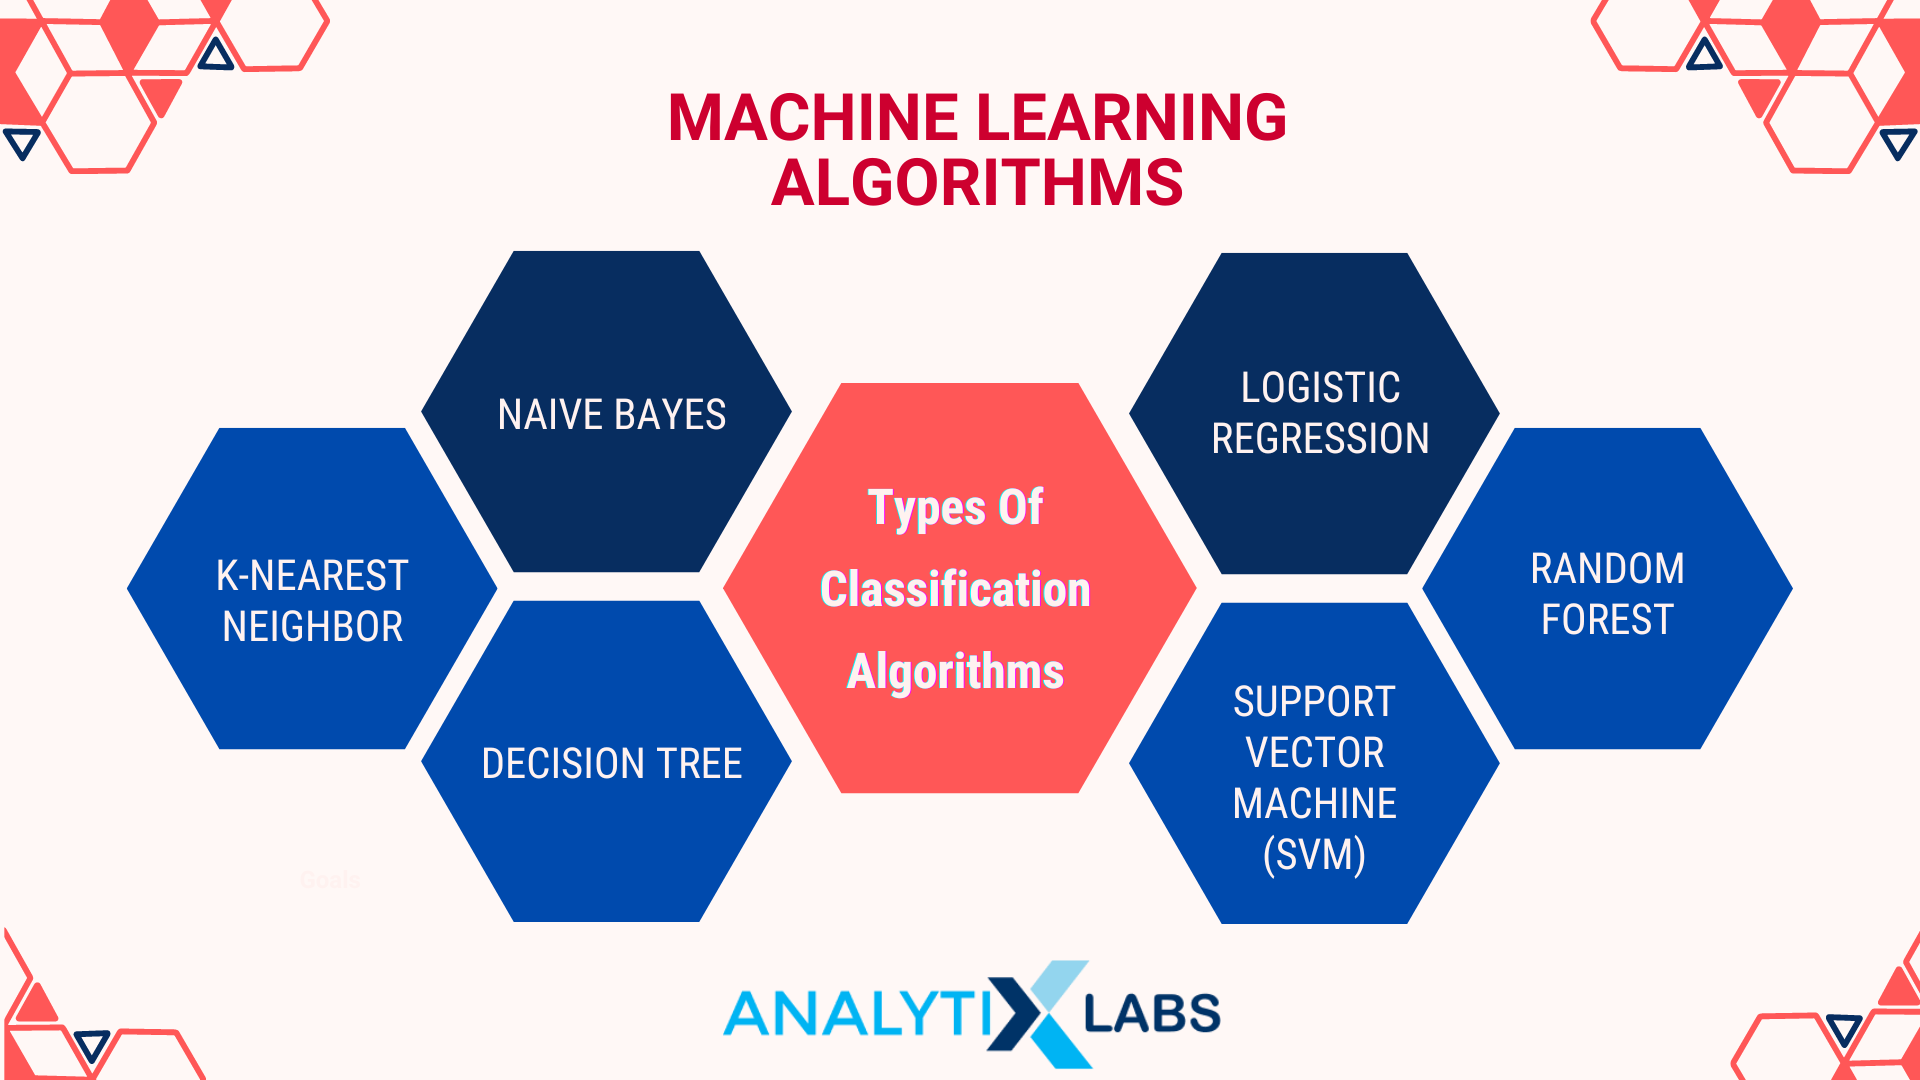 MACHINE LEARNING
ALGORITHMS
NAIVE BAYES
LOGISTIC
REGRESSION
K-NEAREST
NEIGHBOR
Types Of
Classification
Algorithms
RANDOM
FOREST
DECISION TREE
SUPPORT
VECTOR
MACHINE
(SVM)
Goals
ANALYTIX LABS